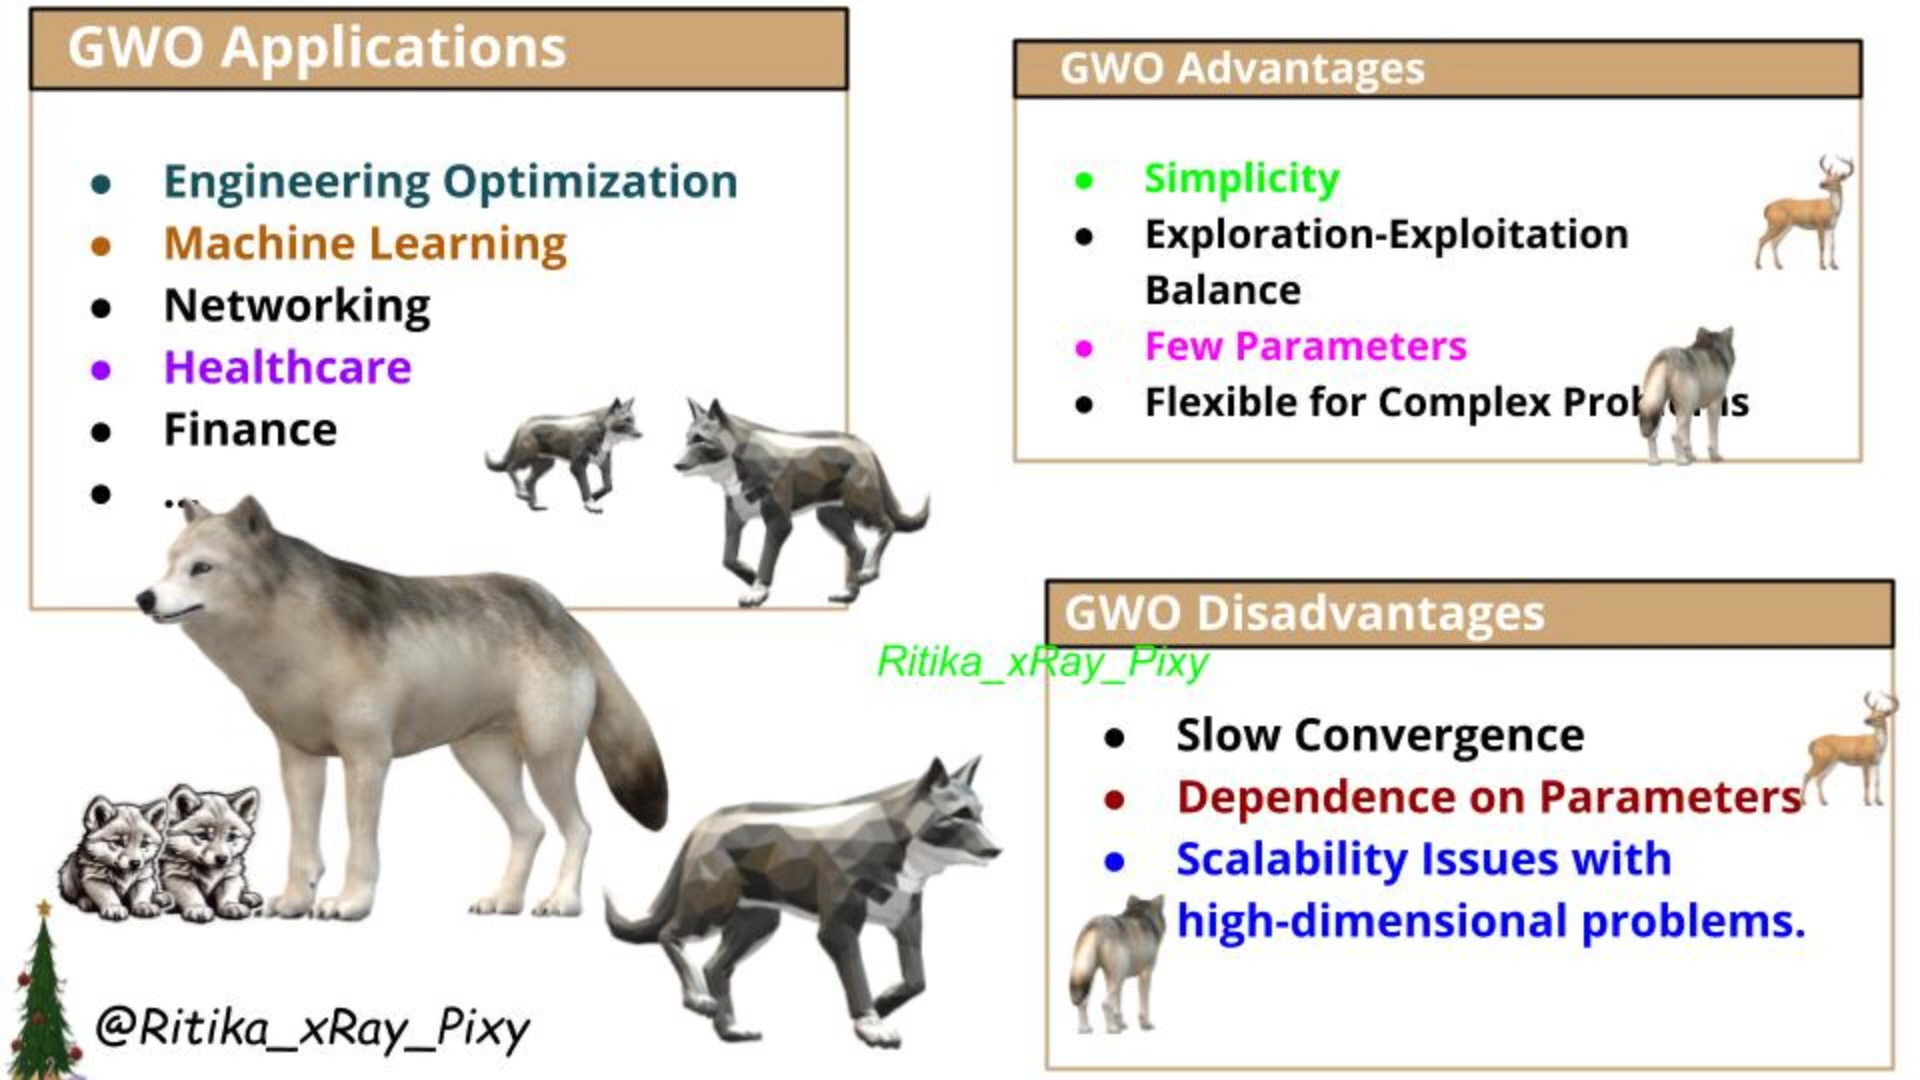 GWO Applications
Engineering Optimization
Machine Learning
Networking
Healthcare
Finance
...
GWO Advantages
Simplicity
Exploration-Exploitation
Balance
Few Parameters
Flexible for Complex
GWO Disadvantages
Ritika_xRay_Pixy
Slow Convergence
Dependence on Parameters
Scalability Issues with
high-dimensional problems.
@Ritika_xRay_Pixy